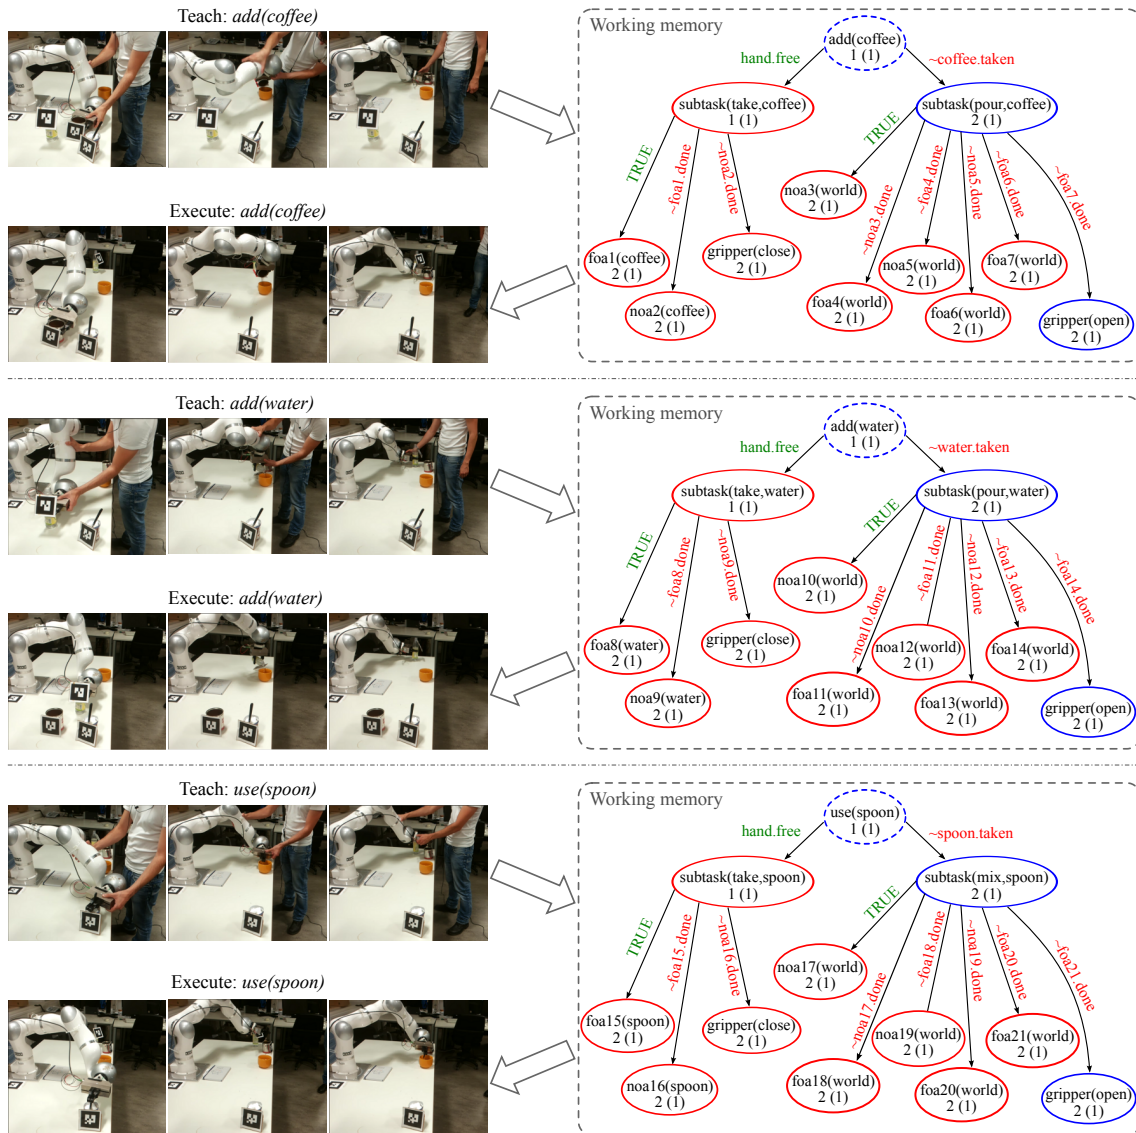 Teach: add(coffee)
Execute: add(coffee)
Working memory
add(coffee)
1 (1)
hand.free
~coffee.taken
subtask(take,coffee)
1 (1)
subtask(pour,coffee)
2 (1)
TRUE
~foa1.done
~noa2.done
TRUE
~noa3.done
~foa4.done
~noa5.done
~foa6.done
~foa7.done
foa1(coffee)
2 (1)
noa2(coffee)
2 (1)
gripper(close)
2 (1)
noa3(world)
2 (1)
foa4(world)
2 (1)
noa5(world)
2 (1)
foa6(world)
2 (1)
foa7(world)
2 (1)
gripper(open)
2 (1)
Teach: add(water)
Execute: add(water)
Working memory
add(water)
1 (1)
hand.free
~water.taken
subtask(take,water)
1 (1)
subtask(pour,water)
2 (1)
TRUE
~foa8.done
~noa9.done
TRUE
~noa10.done
~foa11.done
~noa12.done
~foa13.done
~foa14.done
foa8(water)
2 (1)
noa9(water)
2 (1)
gripper(close)
2 (1)
noa10(world)
2 (1)
foa11(world)
2 (1)
noa12(world)
2 (1)
foa13(world)
2 (1)
foa14(world)
2 (1)
gripper(open)
2 (1)
Teach: use(spoon)
Execute: use(spoon)
Working memory
use(spoon)
1 (1)
hand.free
~spoon.taken
subtask(take,spoon)
1 (1)
subtask(mix,spoon)
2 (1)
TRUE
~foa15.done
~noa16.done
TRUE
~noa17.done
~foa18.done
~noa19.done
~foa20.done
~foa21.done
foa15(spoon)
2 (1)
noa16(spoon)
2 (1)
gripper(close)
2 (1)
noa17(world)
2 (1)
foa18(world)
2 (1)
noa19(world)
2 (1)
foa20(world)
2 (1)
foa21(world)
2 (1)
gripper(open)
2 (1)